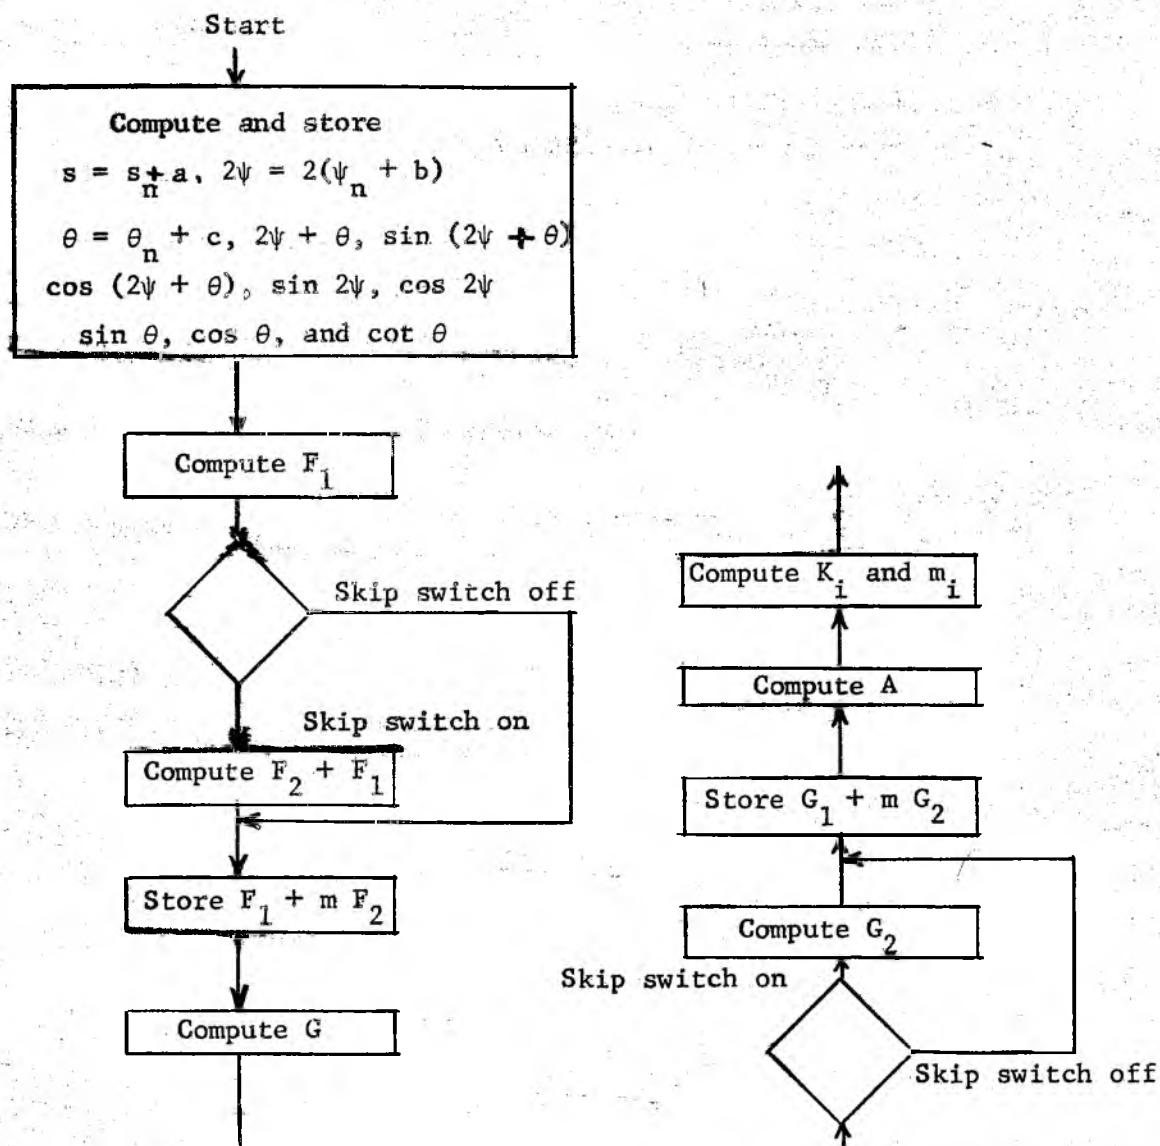 Start
Compute and store
s = s_n + a, 2ψ = 2(ψ_n + b)
θ = θ_n + c, 2ψ + θ, sin (2ψ + θ)
cos (2ψ + θ), sin 2ψ, cos 2ψ
sin θ, cos θ, and cot θ
Compute F_1
Skip switch off
Skip switch on
Compute F_2 + F_1
Store F_1 + m F_2
Compute G
Compute K_i and m_i
Compute A
Store G_1 + m G_2
Compute G_2
Skip switch on
Skip switch off